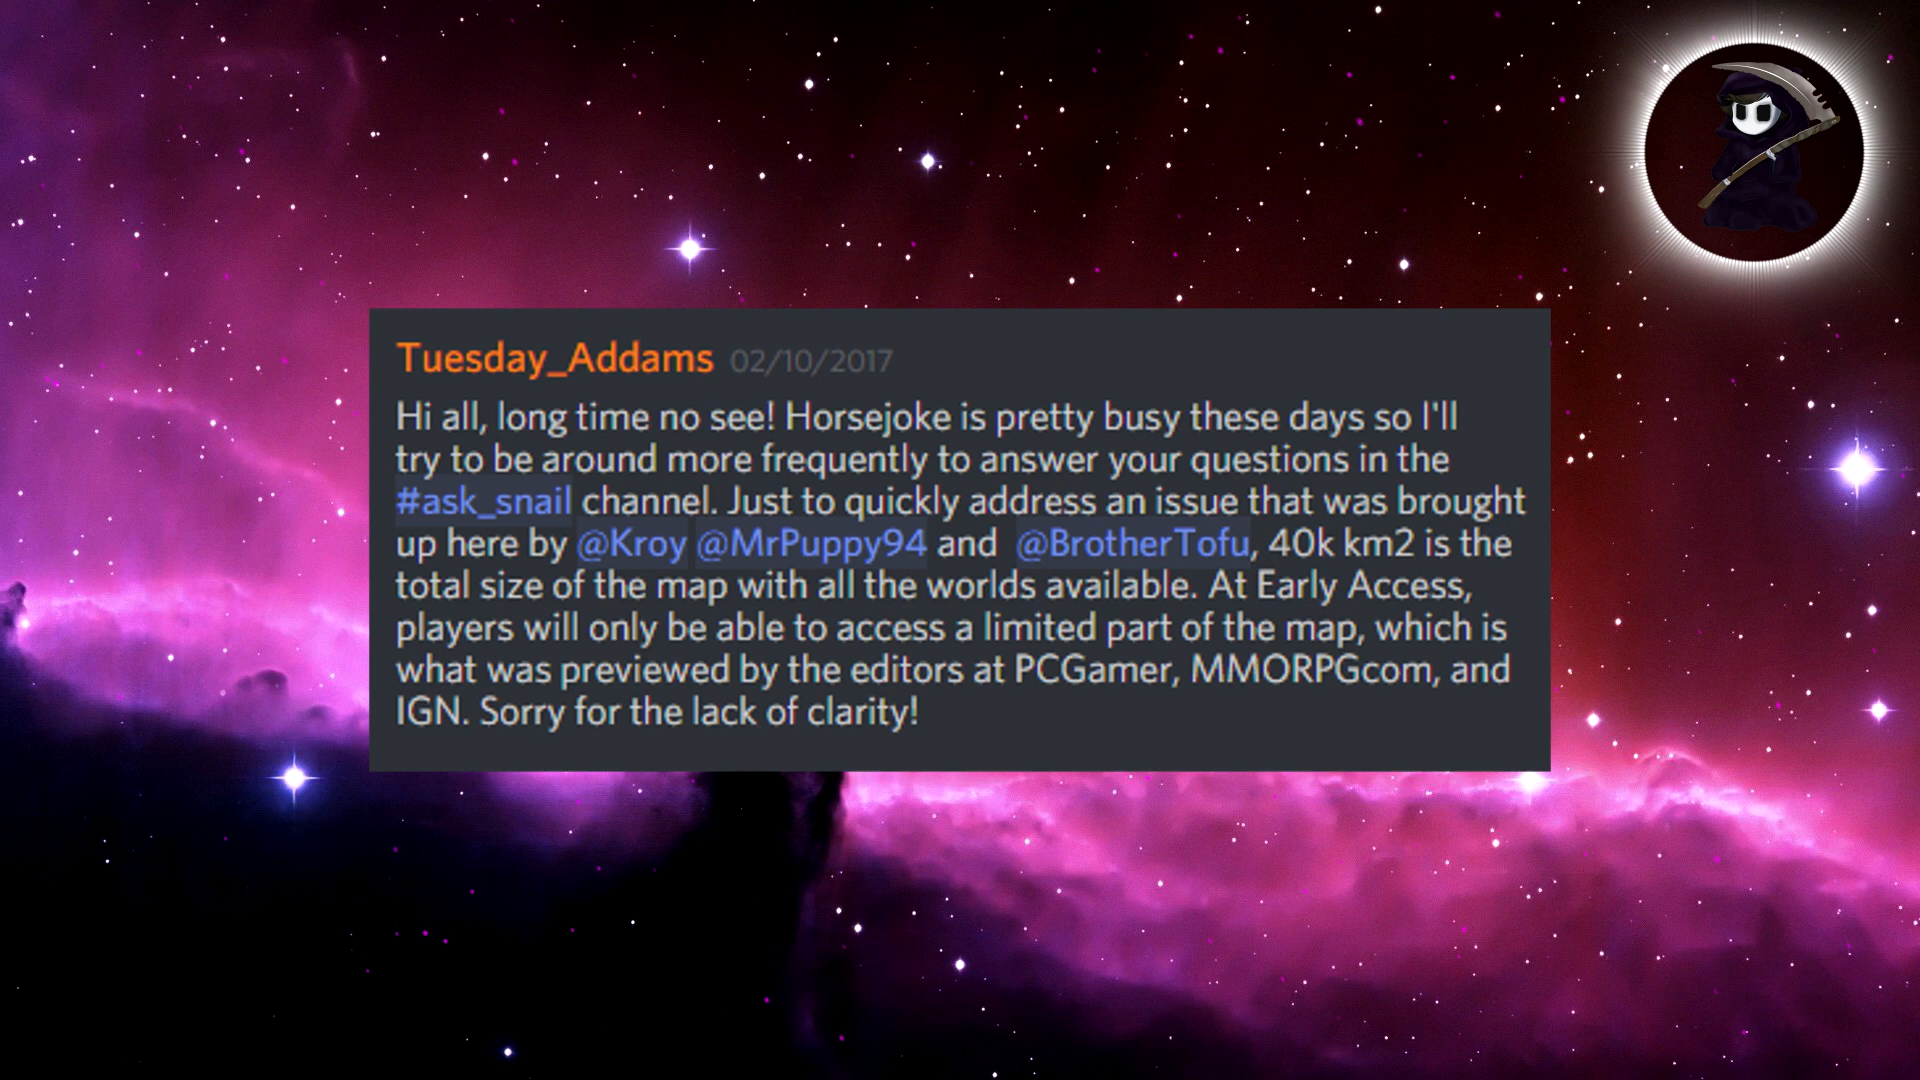 Tuesday_Addams 02/10/2017
Hi all, long time no see! Horsejoke is pretty busy these days so I'll
try to be around more frequently to answer your questions in the
#ask_snail channel. Just to quickly address an issue that was brought
up here by @Kroy @MrPuppy94 and @BrotherTofu, 40k km2 is the
total size of the map with all the worlds available. At Early Access,
players will only be able to access a limited part of the map, which is
what was previewed by the editors at PCGamer, MMORPGcom, and
IGN. Sorry for the lack of clarity!